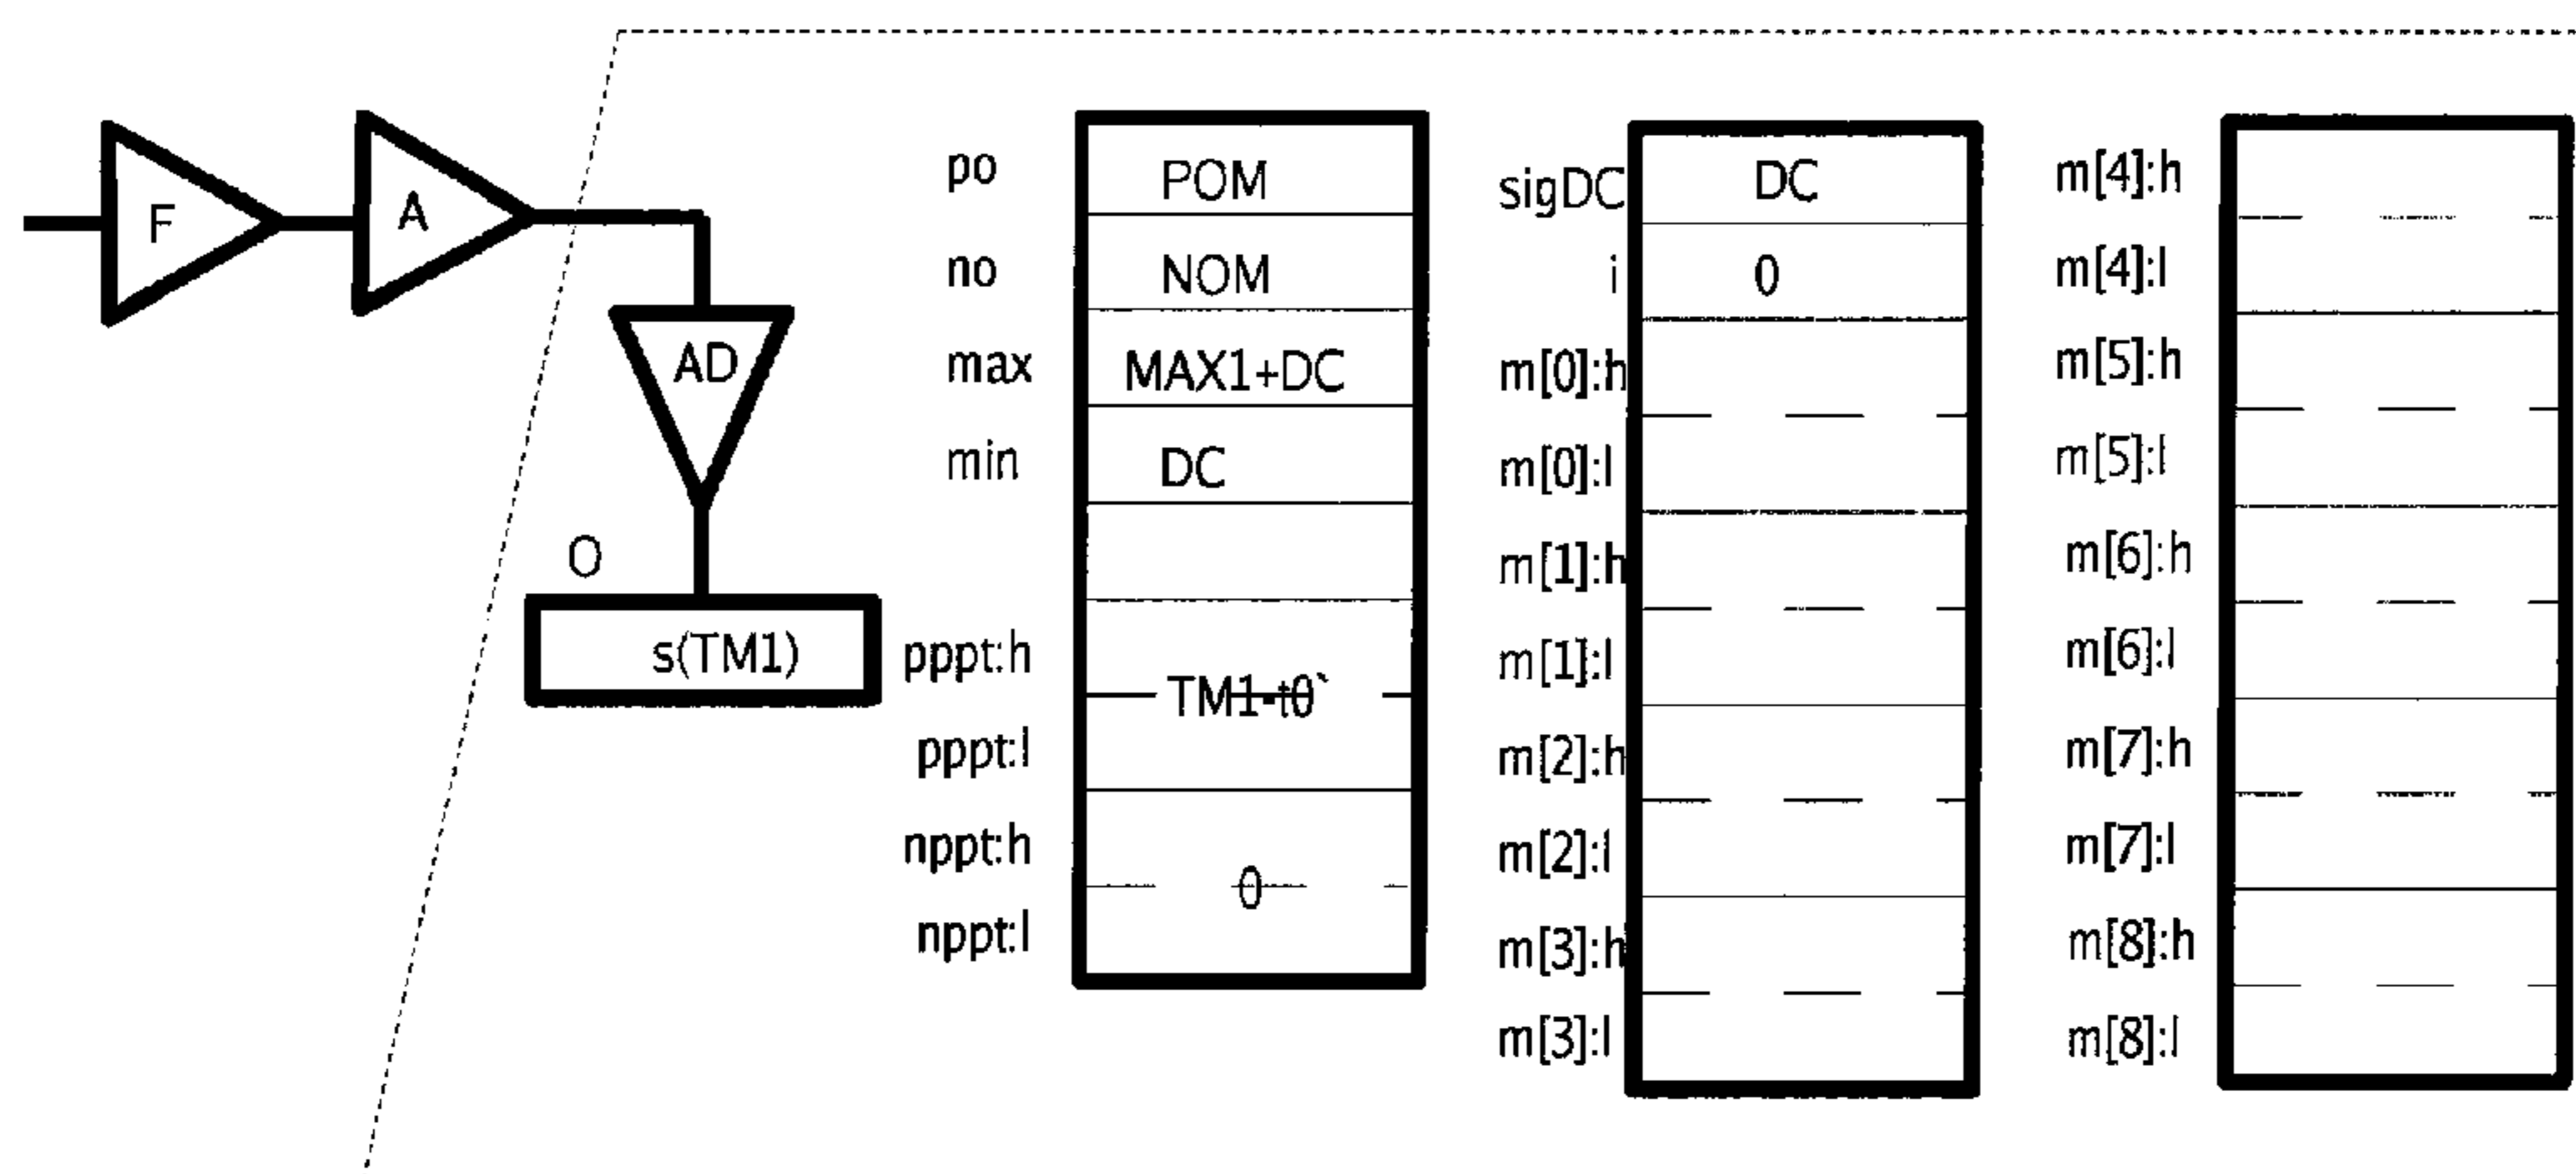 F
A
AD
O
s(TM1)
po POM
no NOM
max MAX1+DC
min DC
pppt:h
TM1-t0`
pppt:l
nppt:h
0
nppt:l
sigDC DC
i 0
m[0]:h
m[0]:l
m[1]:h
m[1]:l
m[2]:h
m[2]:l
m[3]:h
m[3]:l
m[4]:h
m[4]:l
m[5]:h
m[5]:l
m[6]:h
m[6]:l
m[7]:h
m[7]:l
m[8]:h
m[8]:l